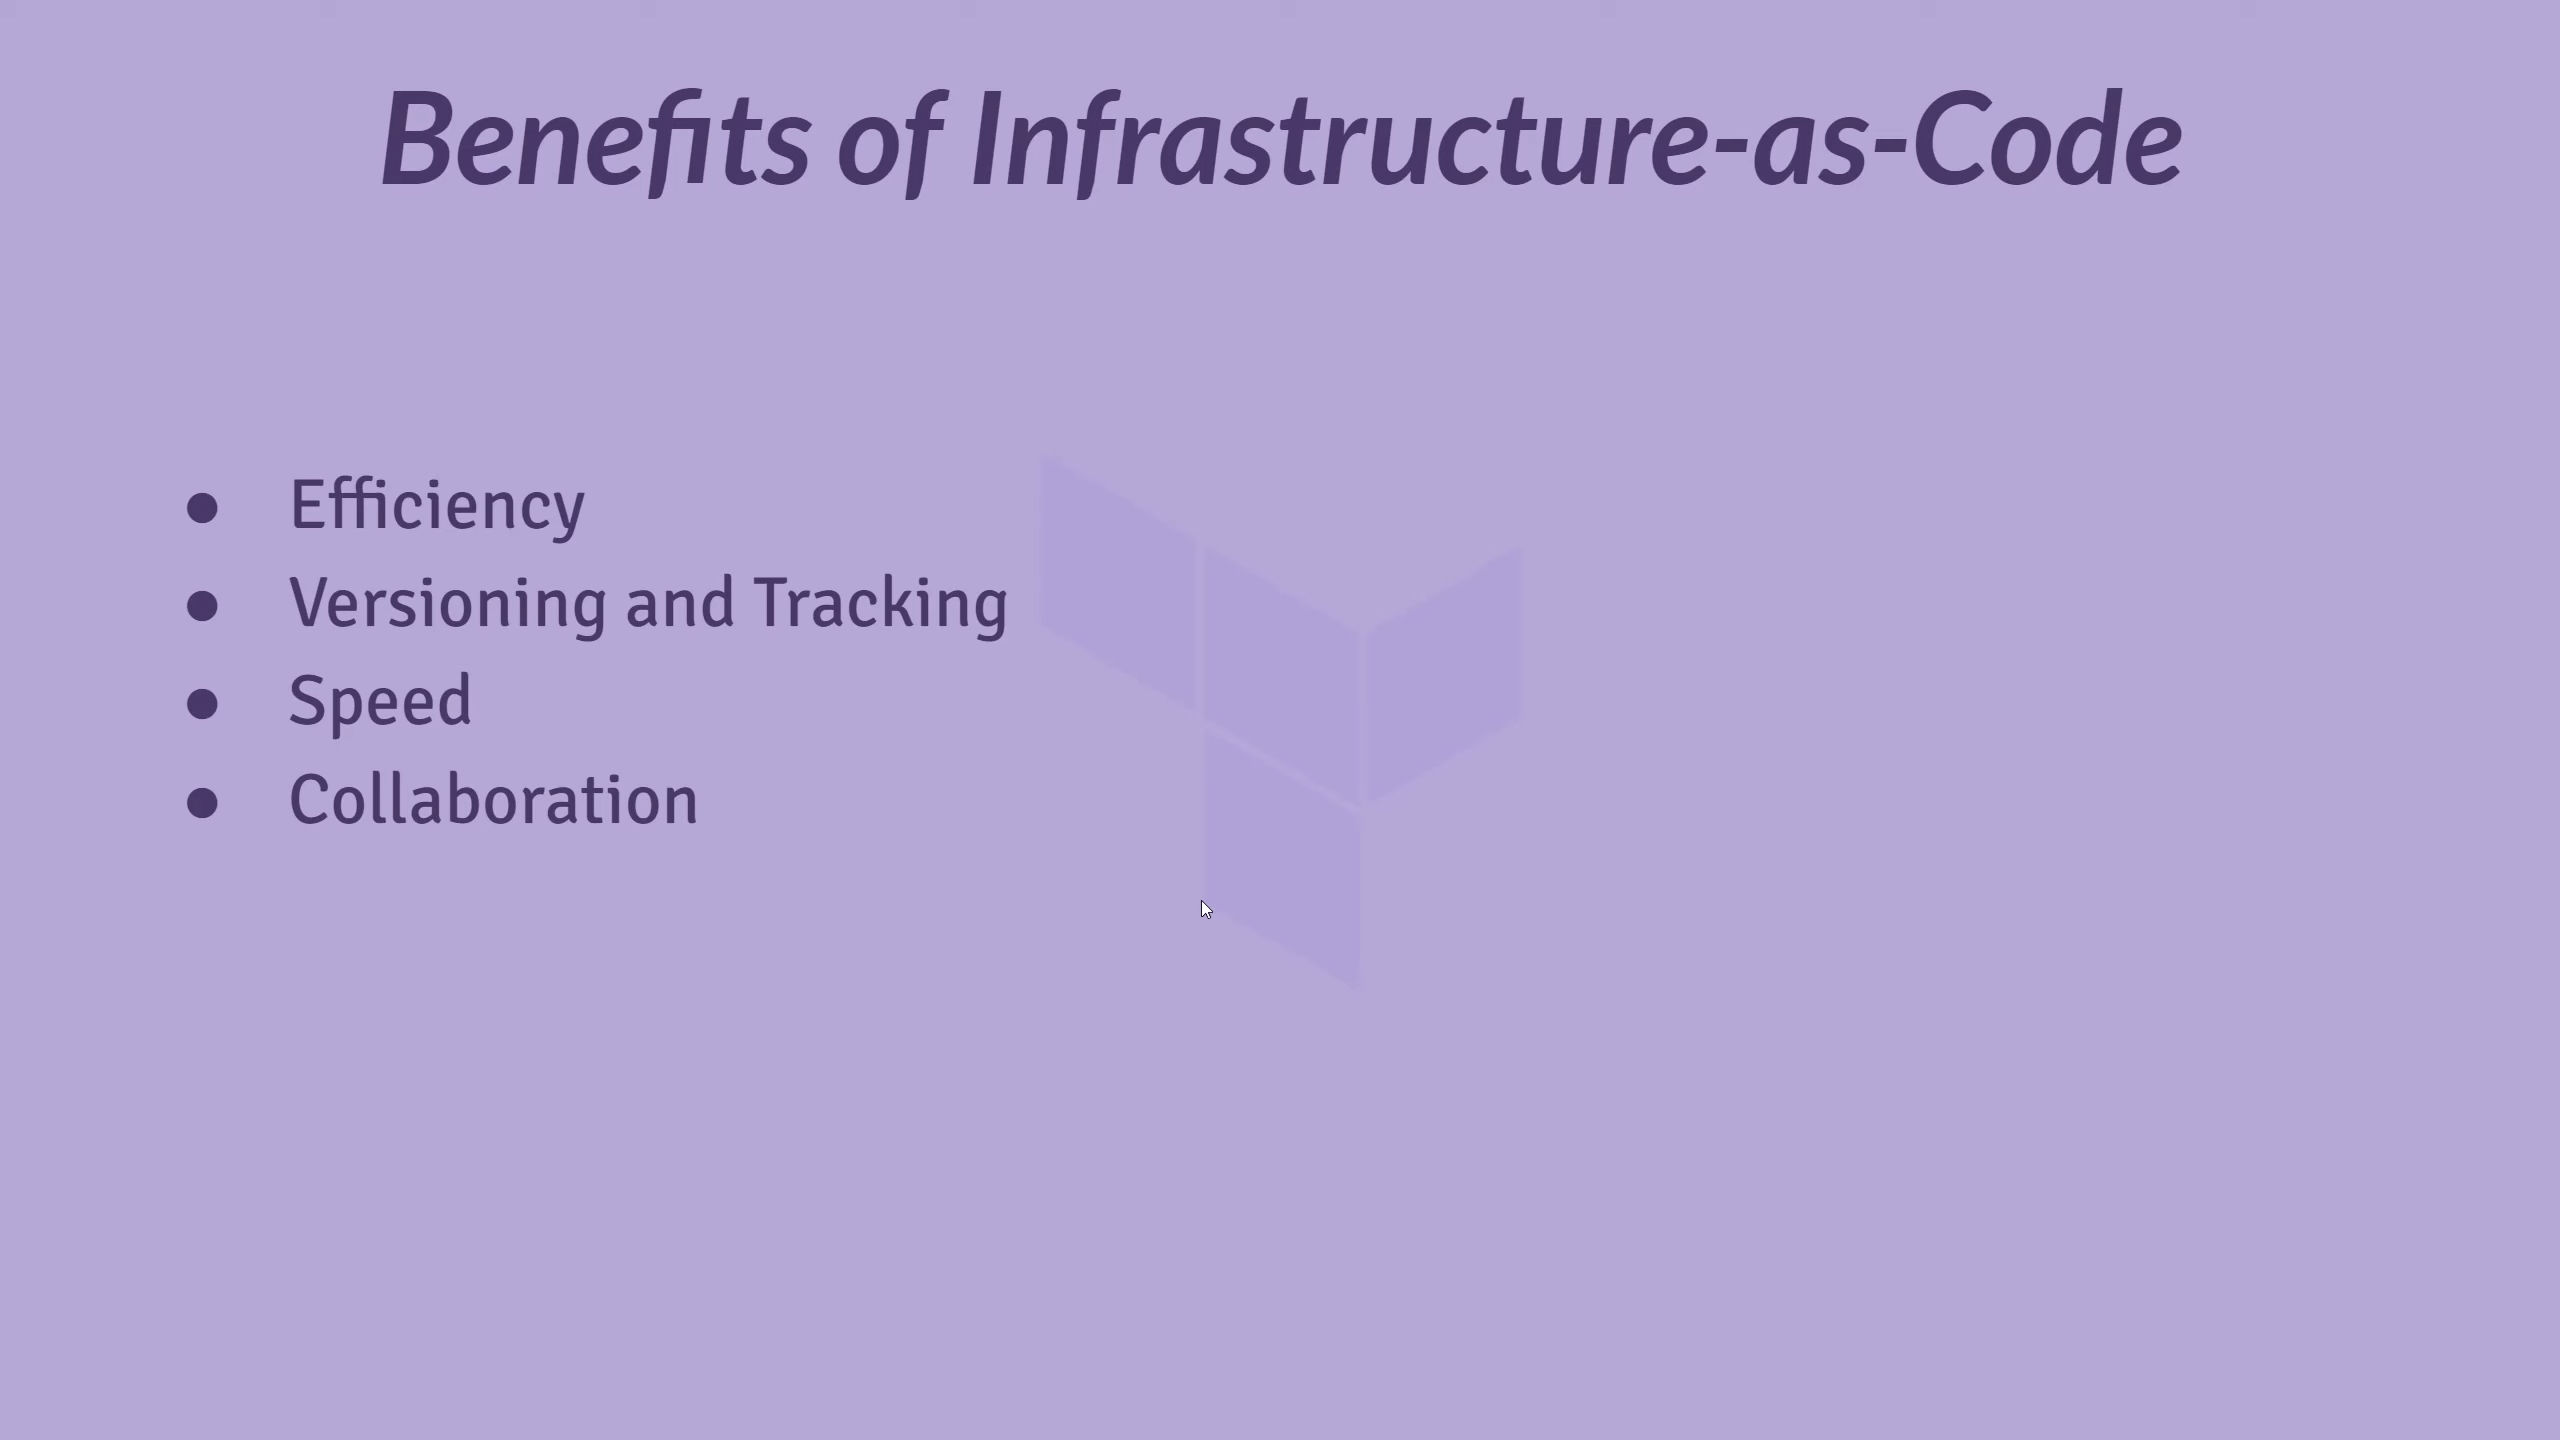 Benefits of Infrastructure-as-Code
● Efficiency
● Versioning and Tracking
● Speed
● Collaboration